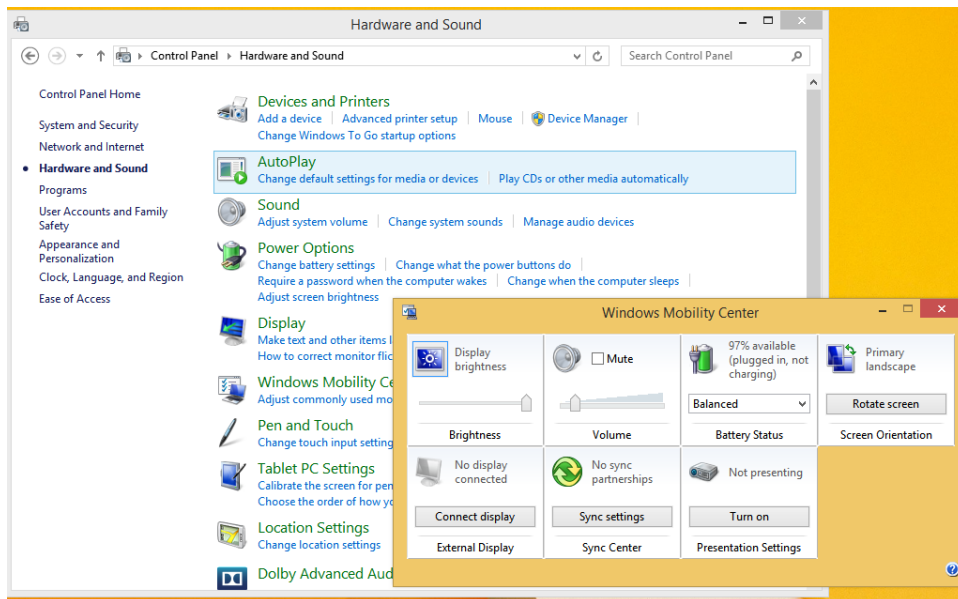 Hardware and Sound
Control Panel Hardware and Sound
Search Control Panel
Control Panel Home
System and Security
Network and Internet
Hardware and Sound
Programs
User Accounts and Family
Safety
Appearance and
Personalization
Clock, Language, and Region
Ease of Access
Devices and Printers
Add a device Advanced printer setup Mouse Device Manager
Change Windows To Go startup options
AutoPlay
Change default settings for media or devices Play CDs or other media automatically
Sound
Adjust system volume Change system sounds Manage audio devices
Power Options
Change battery settings Change what the power buttons do
Require a password when the computer wakes Change when the computer sleeps
Adjust screen brightness
Display
Make text and other items l
How to correct monitor flic
Windows Mobility Ce
Adjust commonly used mo
Pen and Touch
Change touch input setting
Tablet PC Settings
Calibrate the screen for pen
Choose the order of how yo
Location Settings
Change location settings
Dolby Advanced Aud
Windows Mobility Center
Display
brightness
Brightness
Mute
Volume
97% available
(plugged in, not
charging)
Balanced
Battery Status
Primary
landscape
Rotate screen
Screen Orientation
No display
connected
Connect display
External Display
No sync
partnerships
Sync settings
Sync Center
Not presenting
Turn on
Presentation Settings